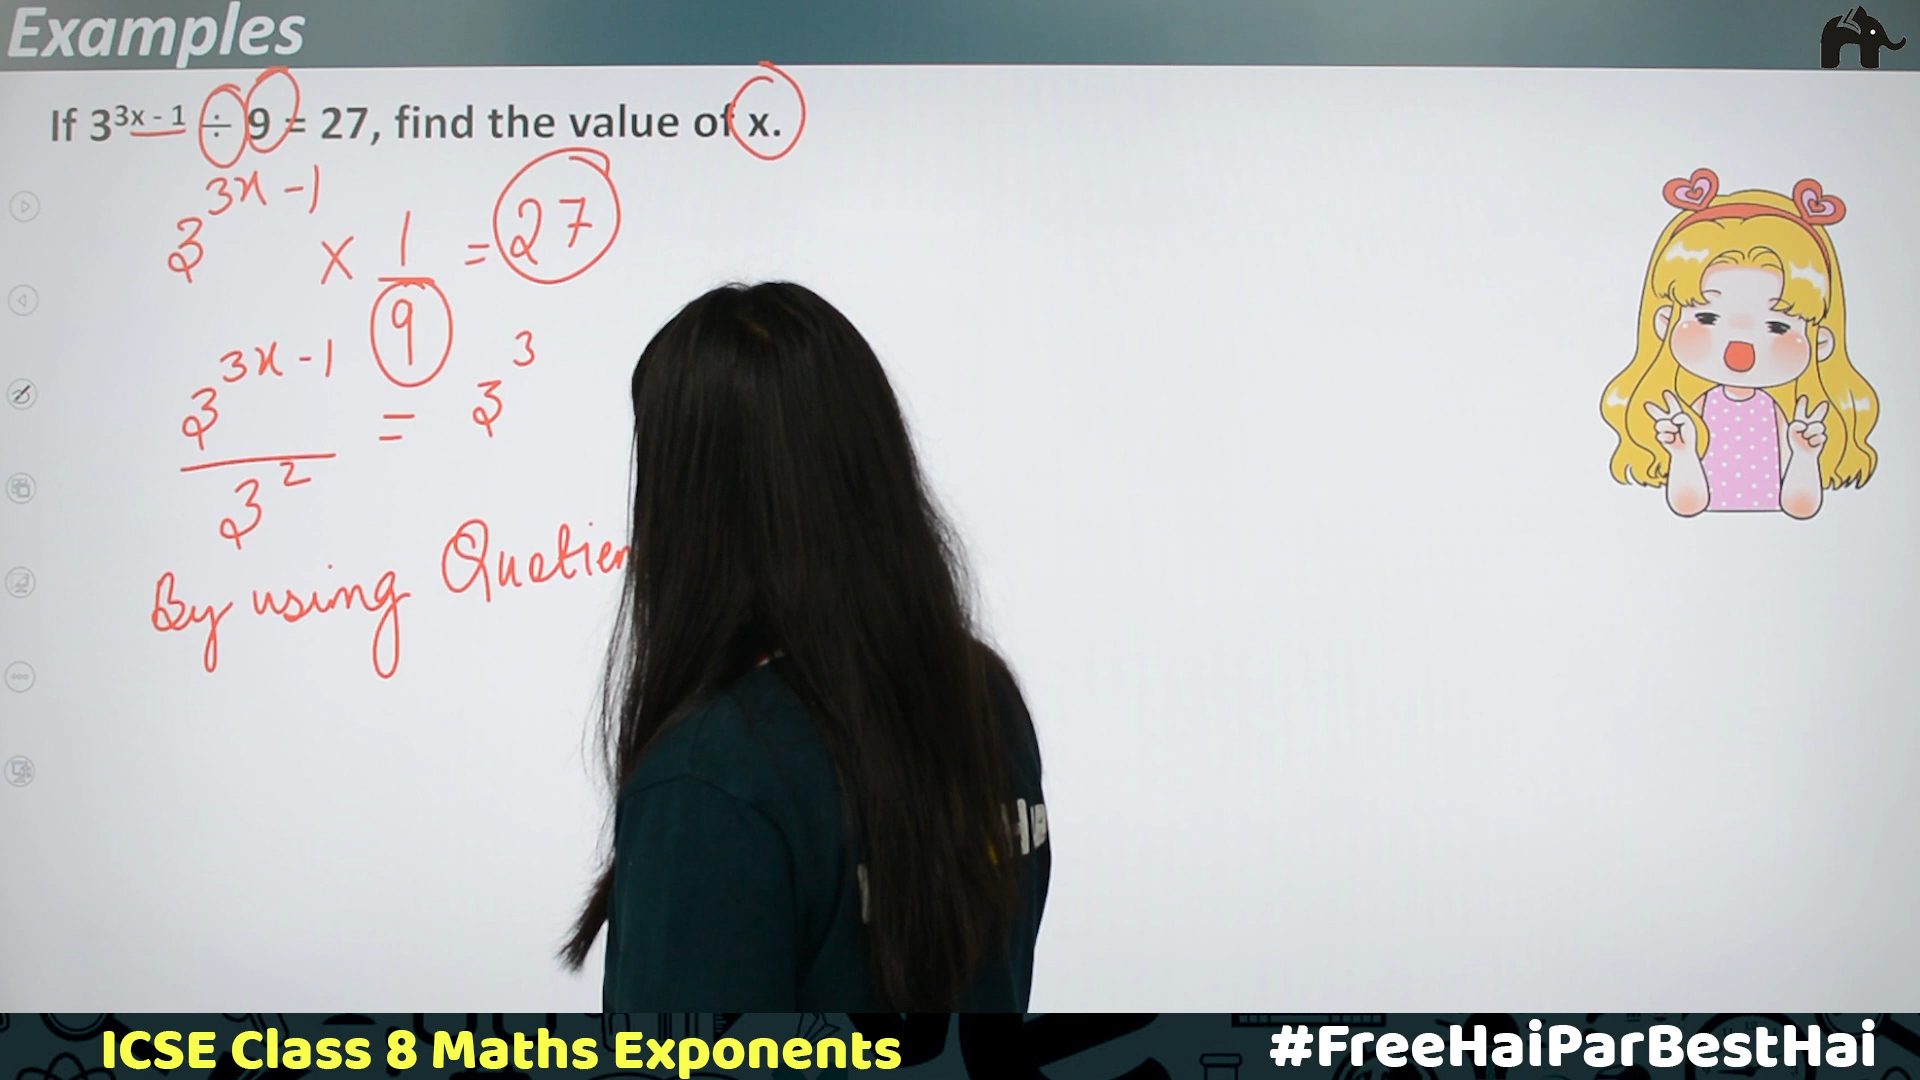 Examples
If 3^(3x - 1) ÷ 9 = 27, find the value of x.
3^(3x - 1) × 1/9 = 27
3^(3x - 1)/3^2 = 3^3
By using
ICSE Class 8 Maths Exponents
#FreeHaiParBestHai